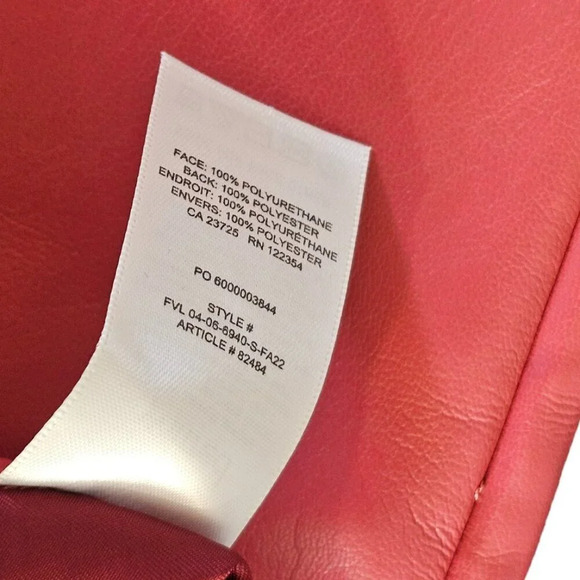 FACE: 100% POLYURETHANE
BACK: 100% POLYESTER
ENDROIT: 100% POLYURÉTHANE
ENVERS: 100% POLYESTER
CA 23725 RN 122354
PO 6000003844
STYLE #
FVL 04-06-6940-S-FA22
ARTICLE # 82484